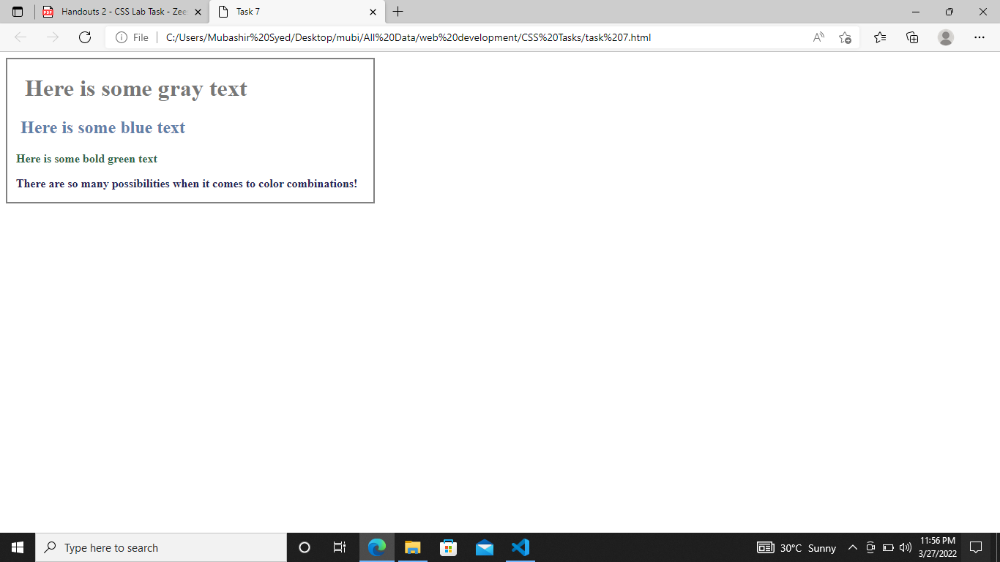 Handouts 2 - CSS Lab Task - Zee
Task 7
File
C:/Users/Mubashir%20Syed/Desktop/mubi/All%20Data/web%20development/CSS%20Tasks/task%207.html
Here is some gray text
Here is some blue text
Here is some bold green text
There are so many possibilities when it comes to color combinations!
Type here to search
30°C Sunny
11:56 PM
3/27/2022